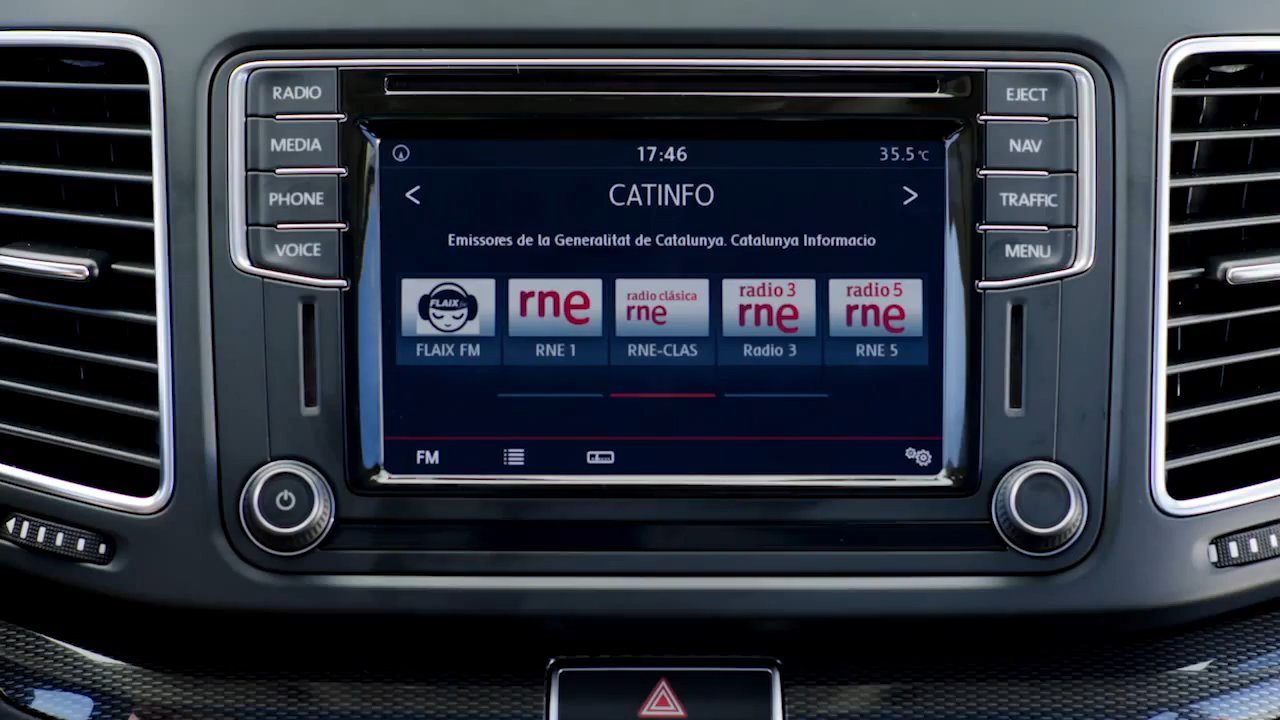 RADIO
EJECT
MEDIA
NAV
PHONE
TRAFFIC
VOICE
MENU
17:46
35.5 °C
< CATINFO >
Emissores de la Generalitat de Catalunya. Catalunya Informacio
FLAIX fm
rne
radio clásica
rne
radio 3
rne
radio 5
rne
FLAIX FM
RNE 1
RNE-CLAS
Radio 3
RNE 5
FM